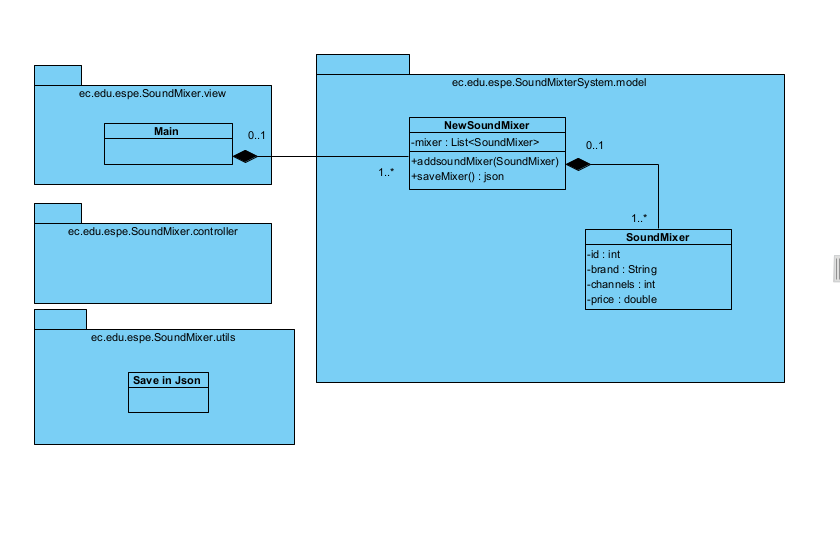 ec.edu.espe.SoundMixer.view
Main
0..1
1..*
ec.edu.espe.SoundMixer.controller
ec.edu.espe.SoundMixer.utils
Save in Json
ec.edu.espe.SoundMixterSystem.model
NewSoundMixer
-mixer : List<SoundMixer>
+addsoundMixer(SoundMixer)
+saveMixer() : json
0..1
1..*
SoundMixer
-id : int
-brand : String
-channels : int
-price : double